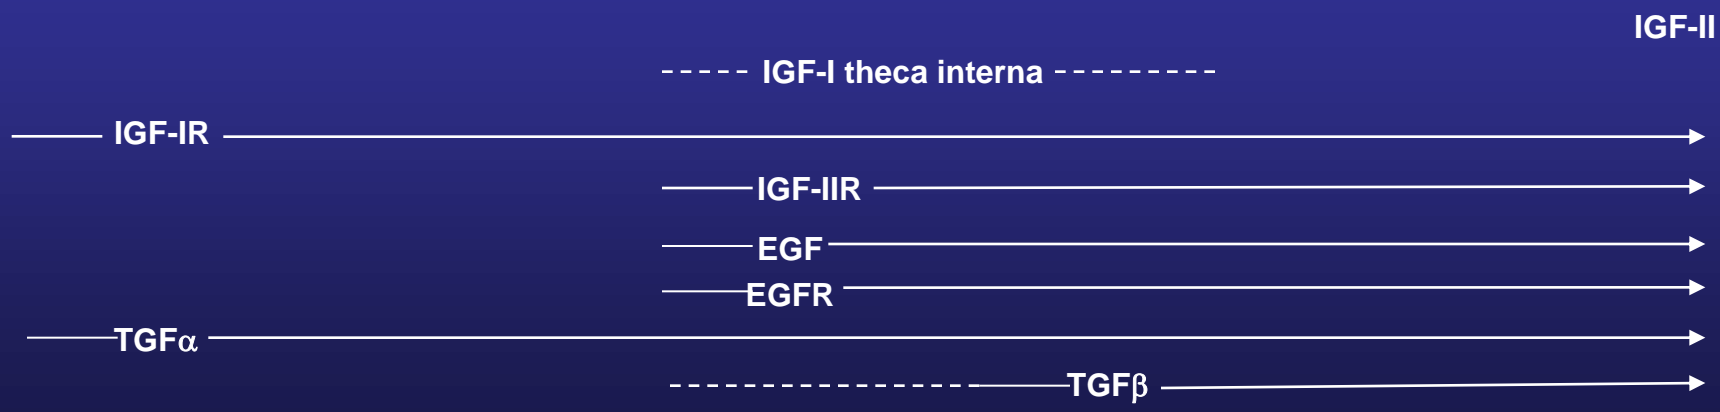 IGF-II
IGF-I theca interna
IGF-IR
IGF-IIR
EGF
EGFR
TGFα
TGFβ